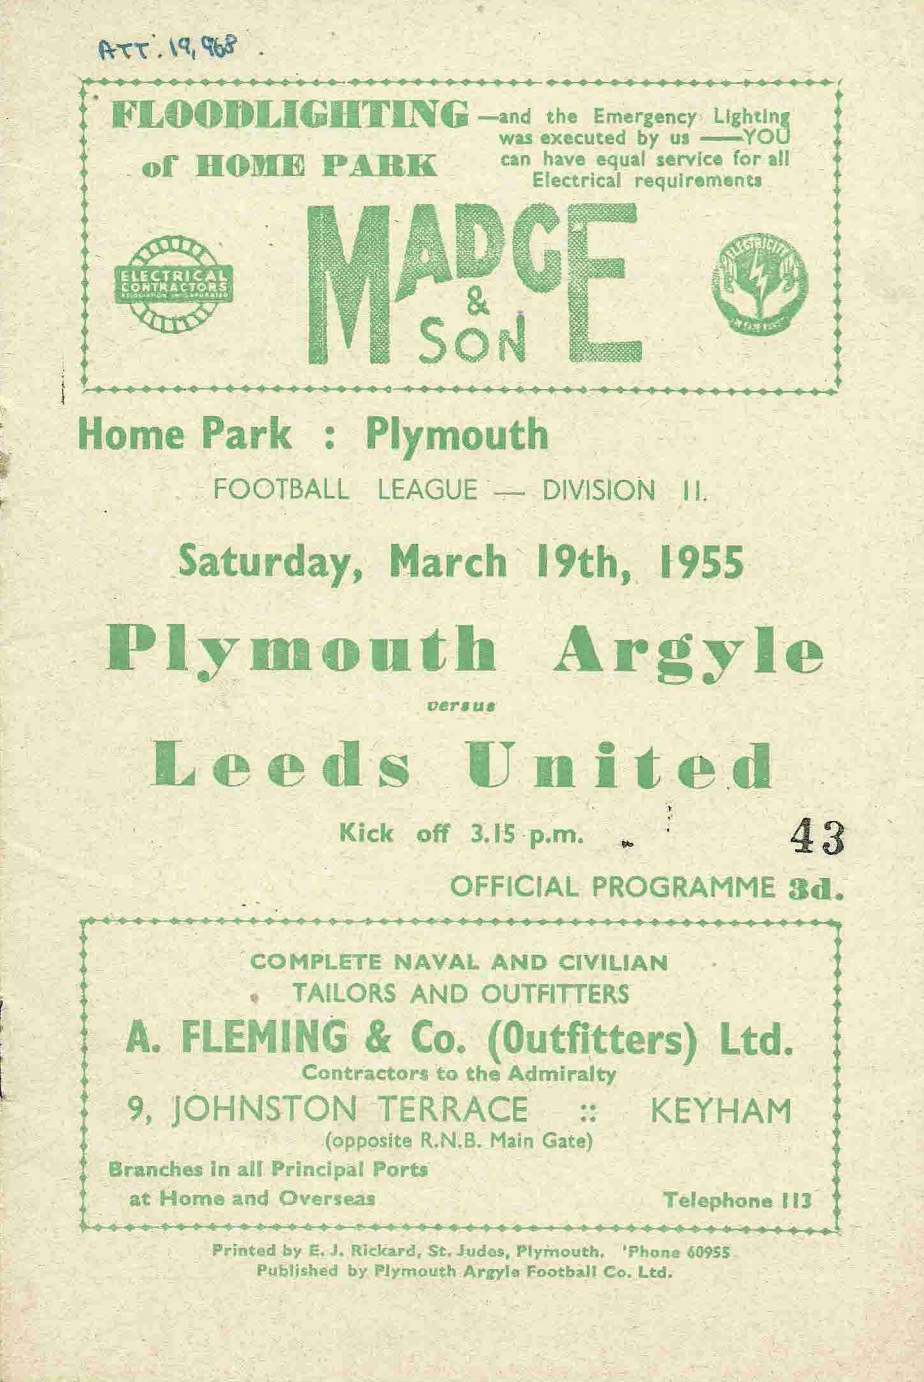 ATT. 19,968.
FLOODLIGHTING —and the Emergency Lighting
was executed by us —YOU
of HOME PARK can have equal service for all
Electrical requirements
MADGE
& SON
ELECTRICAL
CONTRACTORS
ASSOCIATION INCORPORATED
ELECTRICITY
Home Park : Plymouth
FOOTBALL LEAGUE — DIVISION II.
Saturday, March 19th, 1955
Plymouth Argyle
versus
Leeds United
Kick off 3.15 p.m.
43
OFFICIAL PROGRAMME 3d.
COMPLETE NAVAL AND CIVILIAN
TAILORS AND OUTFITTERS
A. FLEMING & Co. (Outfitters) Ltd.
Contractors to the Admiralty
9, JOHNSTON TERRACE :: KEYHAM
(opposite R.N.B. Main Gate)
Branches in all Principal Ports
at Home and Overseas Telephone 113
Printed by E. J. Rickard, St. Judes, Plymouth. 'Phone 60955
Published by Plymouth Argyle Football Co. Ltd.